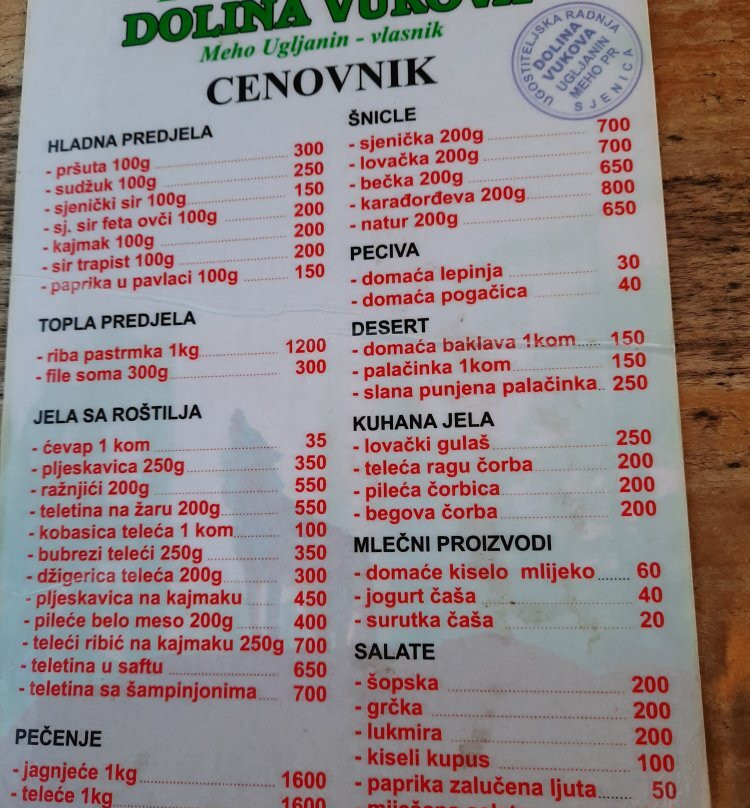 DOLINA VUKOVA
Meho Ugljanin - vlasnik
CENOVNIK
UGOSTITELJSKA RADNJA
DOLINA
VUKOVA
UGLJANIN
MEHO PR
SJENICA
HLADNA PREDJELA
- pršuta 100g 300
- sudžuk 100g 250
- sjenički sir 100g 150
- sj. sir feta ovči 100g 200
- kajmak 100g 200
- sir trapist 100g 200
- paprika u pavlaci 100g 150
TOPLA PREDJELA
- riba pastrmka 1kg 1200
- file soma 300g 300
JELA SA ROŠTILJA
- ćevap 1 kom 35
- pljeskavica 250g 350
- ražnjići 200g 550
- teletina na žaru 200g 550
- kobasica teleća 1 kom 100
- bubrezi teleći 250g 350
- džigerica teleća 200g 300
- pljeskavica na kajmaku 450
- pileće belo meso 200g 400
- teleći ribić na kajmaku 250g 700
- teletina u saftu 650
- teletina sa šampinjonima 700
PEČENJE
- jagnjeće 1kg 1600
- teleće 1kg 1600
ŠNICLE
- sjenička 200g 700
- lovačka 200g 700
- bečka 200g 650
- karađorđeva 200g 800
- natur 200g 650
PECIVA
- domaća lepinja 30
- domaća pogačica 40
DESERT
- domaća baklava 1kom 150
- palačinka 1kom 150
- slana punjena palačinka 250
KUHANA JELA
- lovački gulaš 250
- teleća ragu čorba 200
- pileća čorbica 200
- begova čorba 200
MLEČNI PROIZVODI
- domaće kiselo mlijeko 60
- jogurt čaša 40
- surutka čaša 20
SALATE
- šopska 200
- grčka 200
- lukmira 200
- kiseli kupus 100
- paprika zalučena ljuta 50